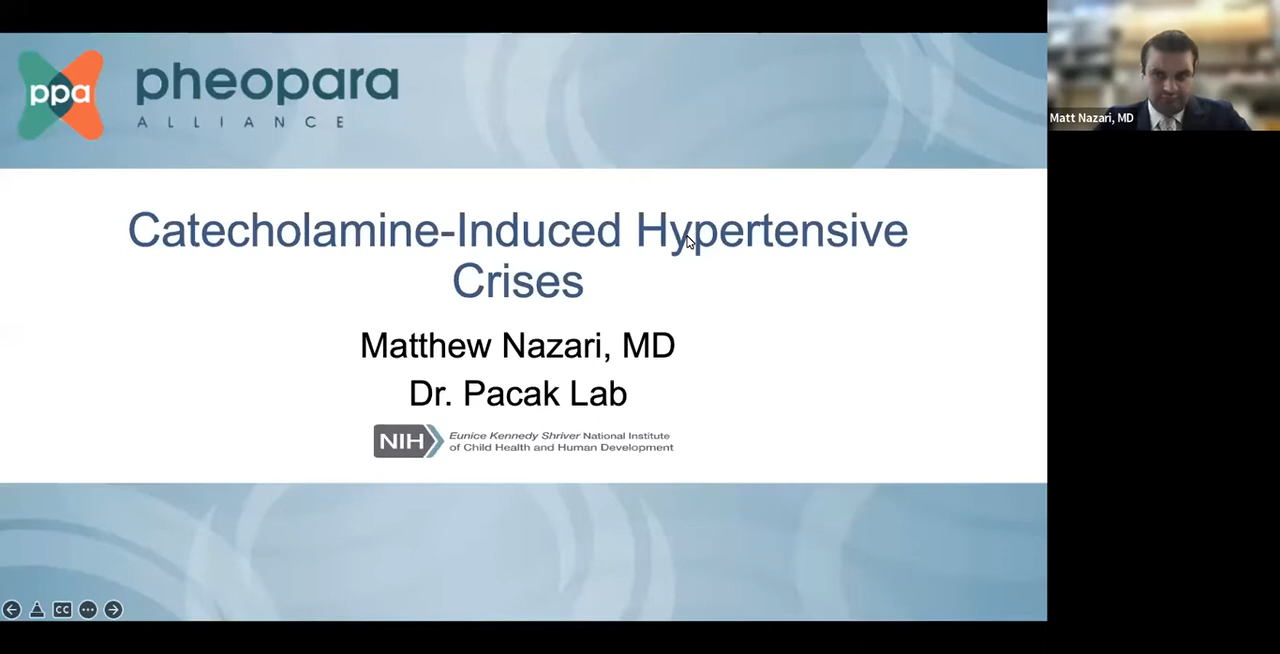 ppa
pheopara
ALLIANCE
Matt Nazari, MD
Catecholamine-Induced Hypertensive
Crises
Matthew Nazari, MD
Dr. Pacak Lab
NIH
Eunice Kennedy Shriver National Institute
of Child Health and Human Development
CC